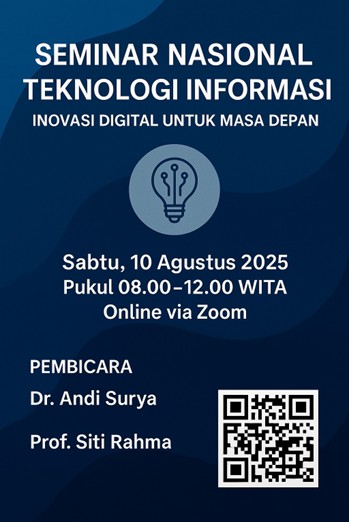 SEMINAR NASIONAL
TEKNOLOGI INFORMASI
INOVASI DIGITAL UNTUK MASA DEPAN
Sabtu, 10 Agustus 2025
Pukul 08.00–12.00 WITA
Online via Zoom
PEMBICARA
Dr. Andi Surya
Prof. Siti Rahma